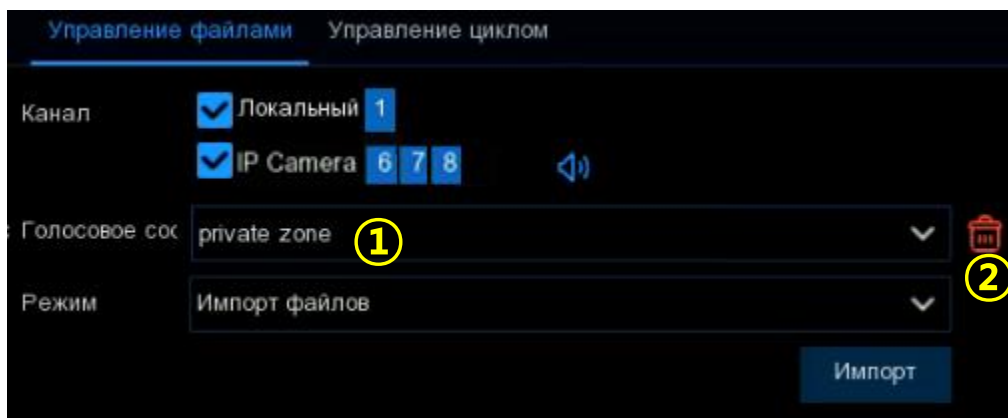 Управление файлами Управление циклом
Канал Локальный 1
IP Camera 6 7 8
Голосовое сос private zone ①
②
Режим Импорт файлов
Импорт